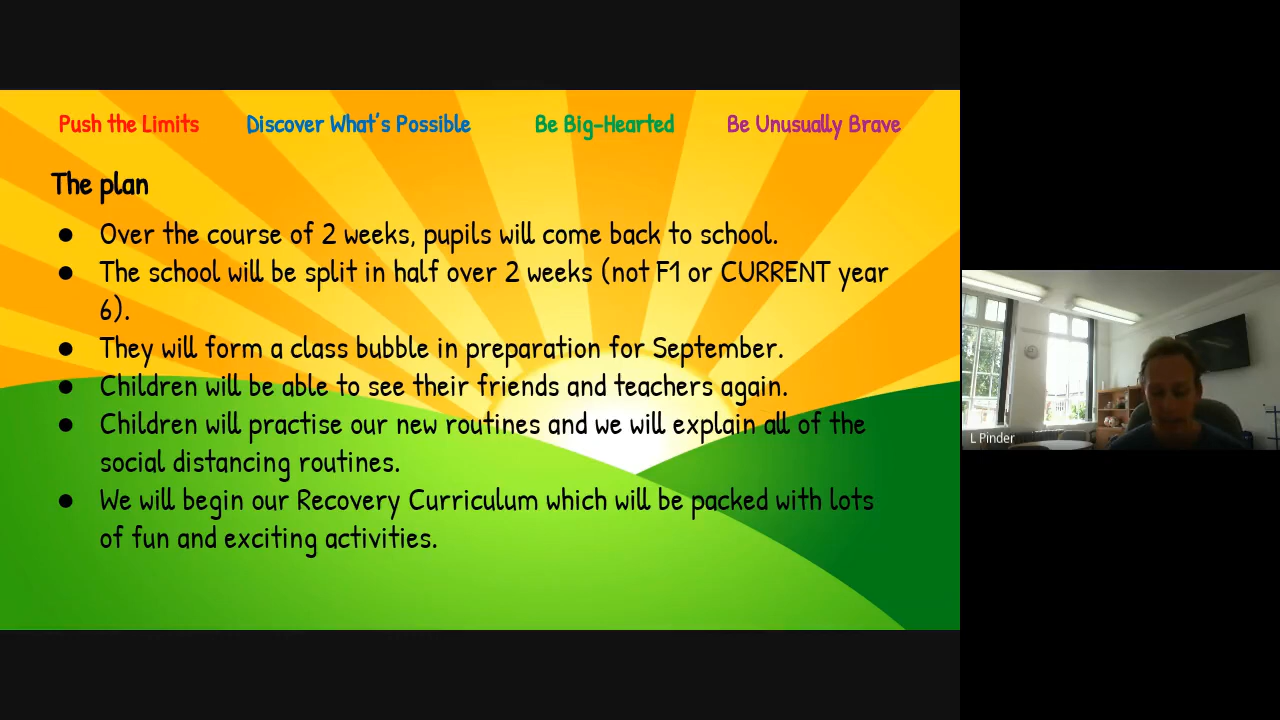 Push the Limits Discover What's Possible Be Big-Hearted Be Unusually Brave
The plan
● Over the course of 2 weeks, pupils will come back to school.
● The school will be split in half over 2 weeks (not F1 or CURRENT year
6).
● They will form a class bubble in preparation for September.
● Children will be able to see their friends and teachers again.
● Children will practise our new routines and we will explain all of the
social distancing routines.
● We will begin our Recovery Curriculum which will be packed with lots
of fun and exciting activities.
L Pinder